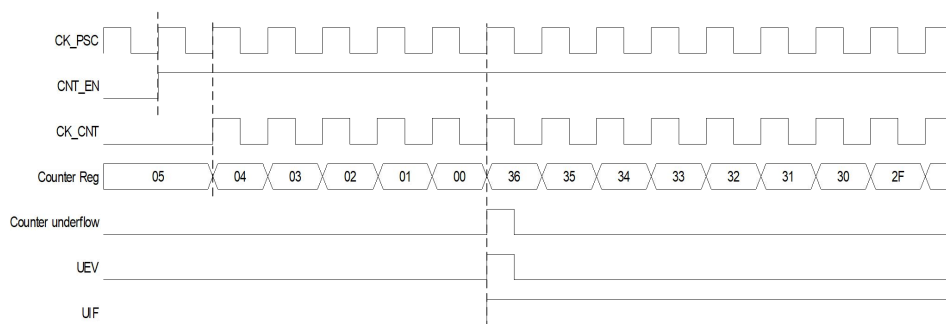 CK_PSC
CNT_EN
CK_CNT
Counter Reg 05 04 03 02 01 00 36 35 34 33 32 31 30 2F
Counter underflow
UEV
UIF